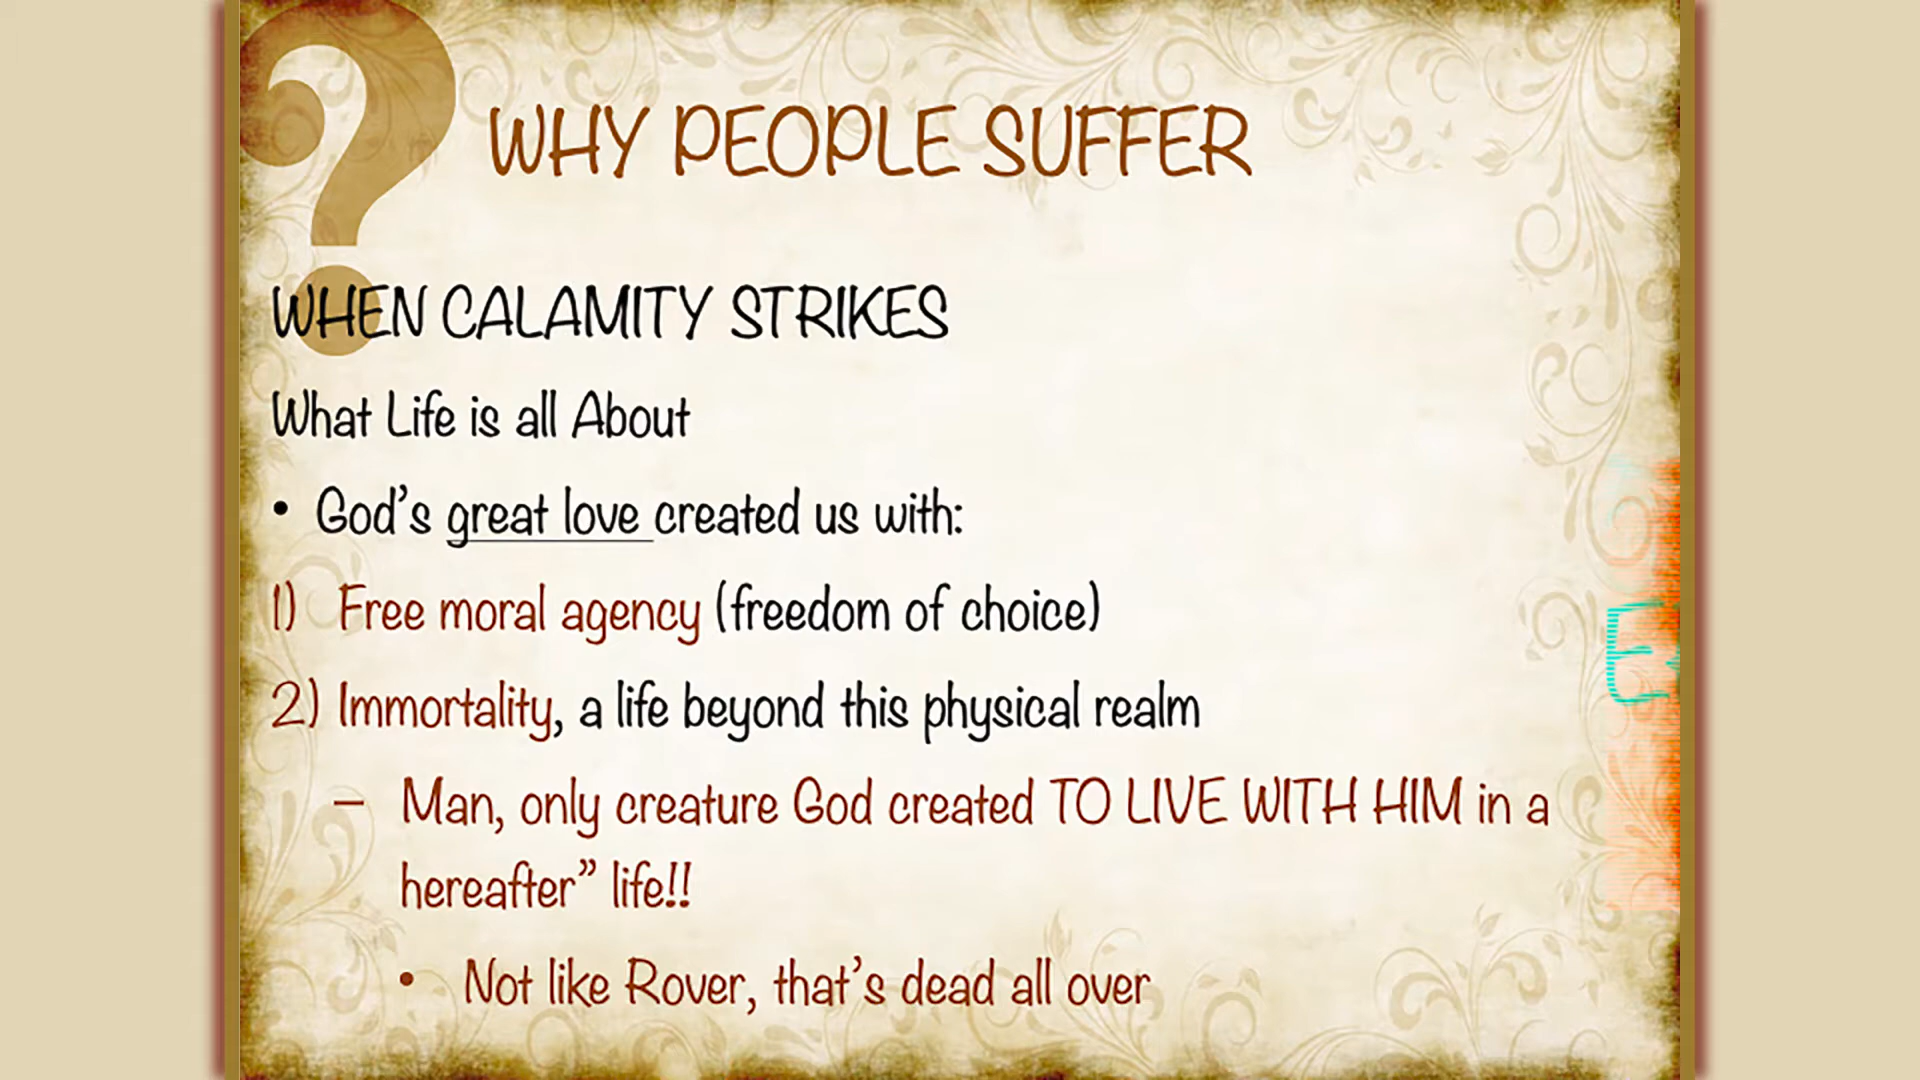 WHY PEOPLE SUFFER
WHEN CALAMITY STRIKES
What Life is all About
• God’s great love created us with:
1) Free moral agency (freedom of choice)
2) Immortality, a life beyond this physical realm
– Man, only creature God created TO LIVE WITH HIM in a
hereafter” life!!
• Not like Rover, that’s dead all over